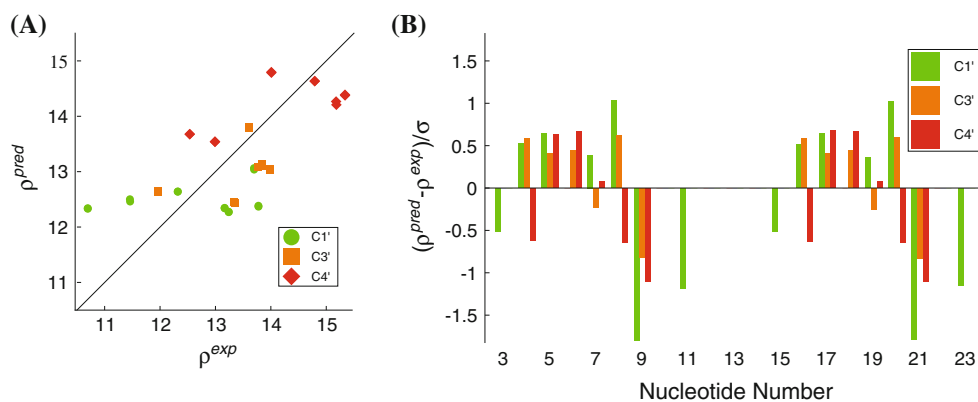 (A)
15
14
13
12
11
ρ^pred
11 12 13 14 15
ρ^exp
C1'
C3'
C4'
(B)
1.5
1
0.5
0
-0.5
-1
-1.5
(ρ^pred-ρ^exp)/σ
3 5 7 9 11 13 15 17 19 21 23
Nucleotide Number
C1'
C3'
C4'